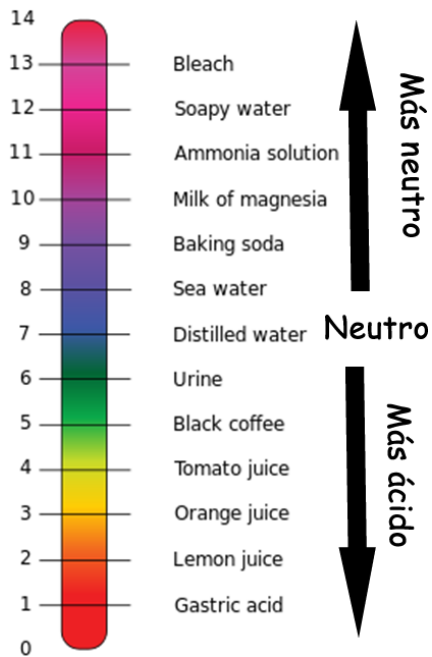 14
13 Bleach
12 Soapy water
11 Ammonia solution
10 Milk of magnesia
9 Baking soda
8 Sea water
7 Distilled water
6 Urine
5 Black coffee
4 Tomato juice
3 Orange juice
2 Lemon juice
1 Gastric acid
0
Más neutro
Neutro
Más ácido